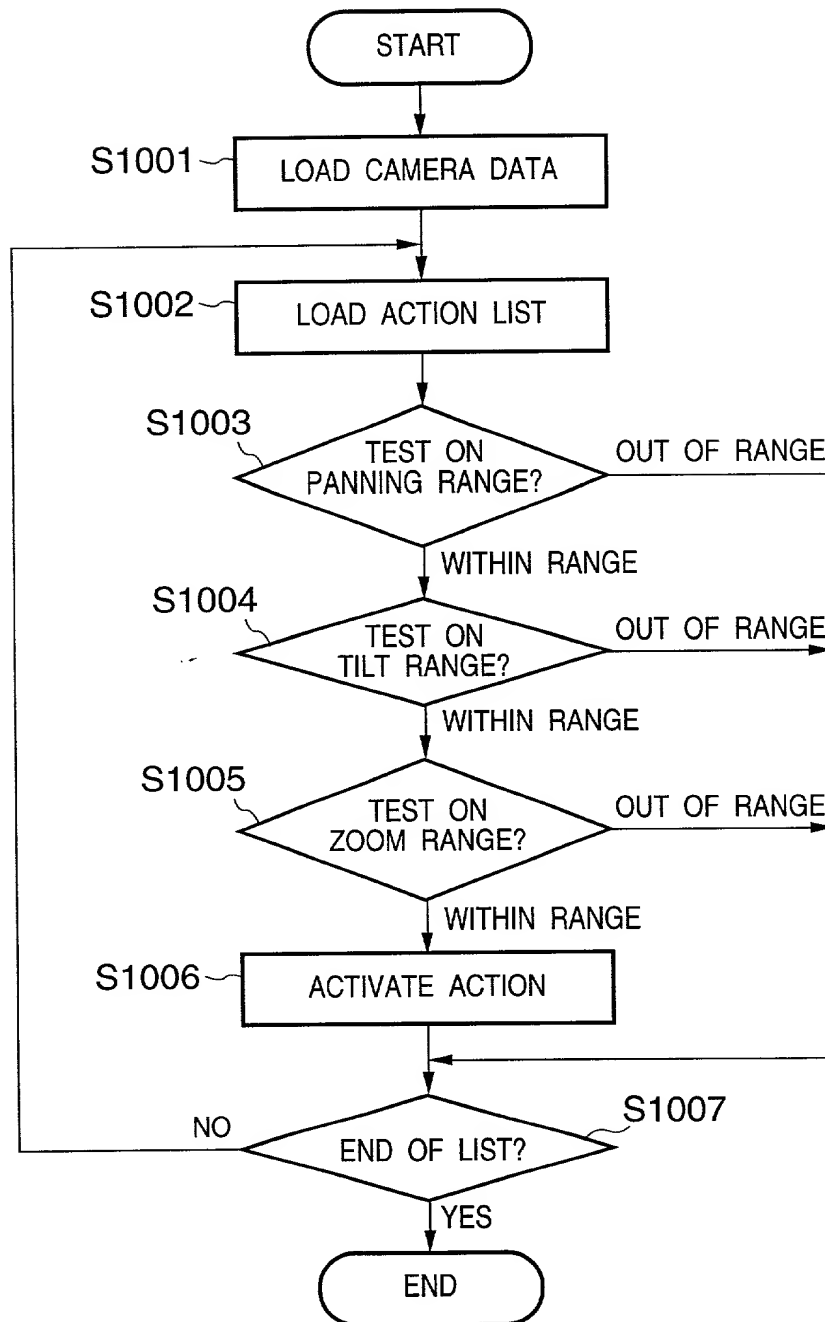 START
S1001
LOAD CAMERA DATA
S1002
LOAD ACTION LIST
S1003
TEST ON
PANNING RANGE?
OUT OF RANGE
WITHIN RANGE
S1004
TEST ON
TILT RANGE?
OUT OF RANGE
WITHIN RANGE
S1005
TEST ON
ZOOM RANGE?
OUT OF RANGE
WITHIN RANGE
S1006
ACTIVATE ACTION
S1007
NO
END OF LIST?
YES
END